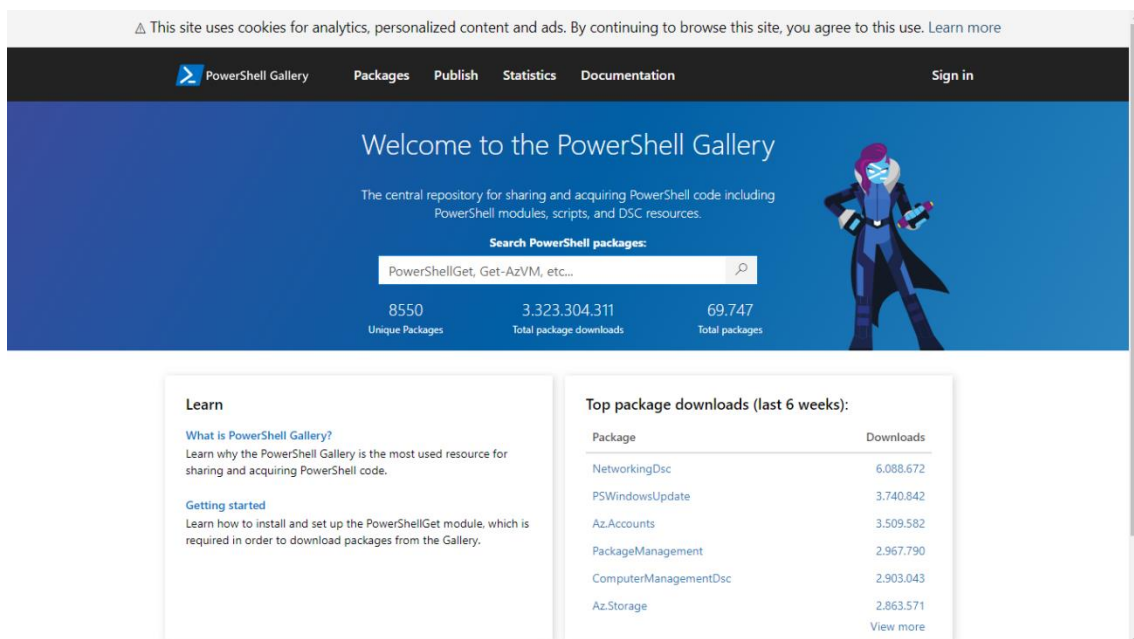 ⚠ This site uses cookies for analytics, personalized content and ads. By continuing to browse this site, you agree to this use. Learn more
PowerShell Gallery Packages Publish Statistics Documentation Sign in
Welcome to the PowerShell Gallery
The central repository for sharing and acquiring PowerShell code including
PowerShell modules, scripts, and DSC resources.
Search PowerShell packages:
PowerShellGet, Get-AzVM, etc...
8550 3.323.304.311 69.747
Unique Packages Total package downloads Total packages
Learn
What is PowerShell Gallery?
Learn why the PowerShell Gallery is the most used resource for
sharing and acquiring PowerShell code.
Getting started
Learn how to install and set up the PowerShellGet module, which is
required in order to download packages from the Gallery.
Top package downloads (last 6 weeks):
Package Downloads
NetworkingDsc 6.088.672
PSWindowsUpdate 3.740.842
Az.Accounts 3.509.582
PackageManagement 2.967.790
ComputerManagementDsc 2.903.043
Az.Storage 2.863.571
View more